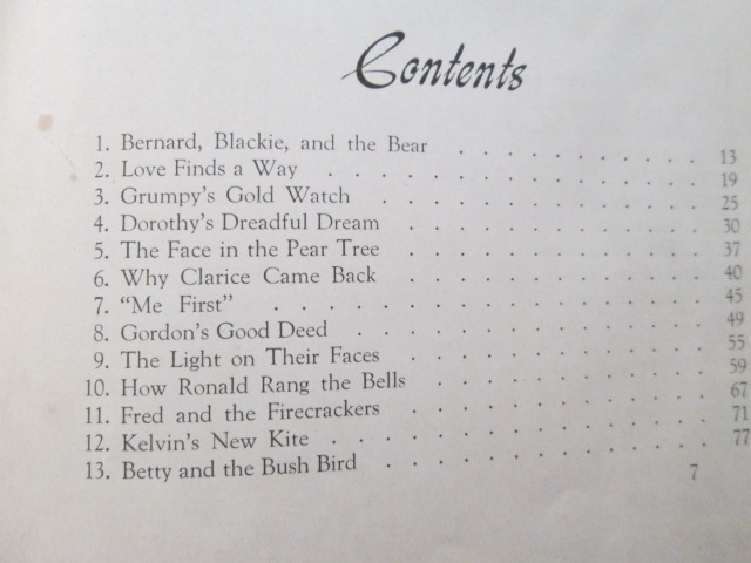 Contents
1. Bernard, Blackie, and the Bear . . . . . . . . . . . 13
2. Love Finds a Way . . . . . . . . . . . . . . . 19
3. Grumpy's Gold Watch . . . . . . . . . . . . . 25
4. Dorothy's Dreadful Dream . . . . . . . . . . . . 30
5. The Face in the Pear Tree . . . . . . . . . . . . 37
6. Why Clarice Came Back . . . . . . . . . . . . 40
7. "Me First" . . . . . . . . . . . . . . . . . 45
8. Gordon's Good Deed . . . . . . . . . . . . . . 49
9. The Light on Their Faces . . . . . . . . . . . . 55
10. How Ronald Rang the Bells . . . . . . . . . . . 59
11. Fred and the Firecrackers . . . . . . . . . . . . 67
12. Kelvin's New Kite . . . . . . . . . . . . . . . 71
13. Betty and the Bush Bird . . . . . . . . . . . . . 77
7